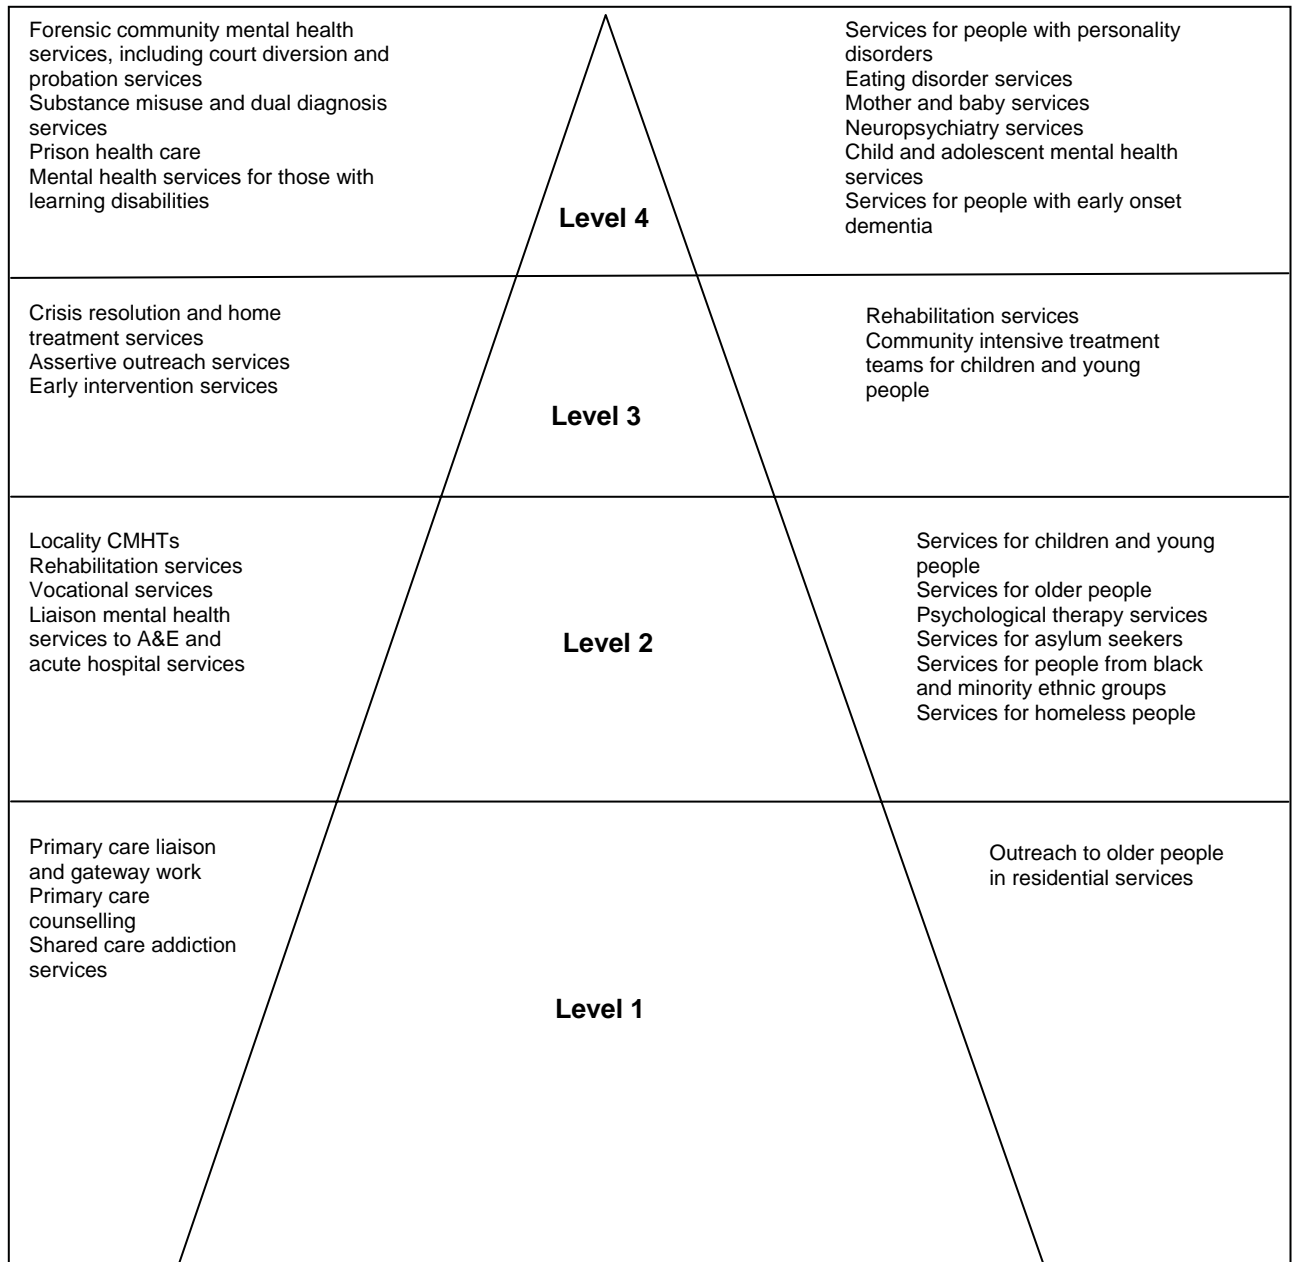 Forensic community mental health
services, including court diversion and
probation services
Substance misuse and dual diagnosis
services
Prison health care
Mental health services for those with
learning disabilities
Services for people with personality
disorders
Eating disorder services
Mother and baby services
Neuropsychiatry services
Child and adolescent mental health
services
Services for people with early onset
dementia
Level 4
Crisis resolution and home
treatment services
Assertive outreach services
Early intervention services
Rehabilitation services
Community intensive treatment
teams for children and young
people
Level 3
Locality CMHTs
Rehabilitation services
Vocational services
Liaison mental health
services to A&E and
acute hospital services
Services for children and young
people
Services for older people
Psychological therapy services
Services for asylum seekers
Services for people from black
and minority ethnic groups
Services for homeless people
Level 2
Primary care liaison
and gateway work
Primary care
counselling
Shared care addiction
services
Outreach to older people
in residential services
Level 1